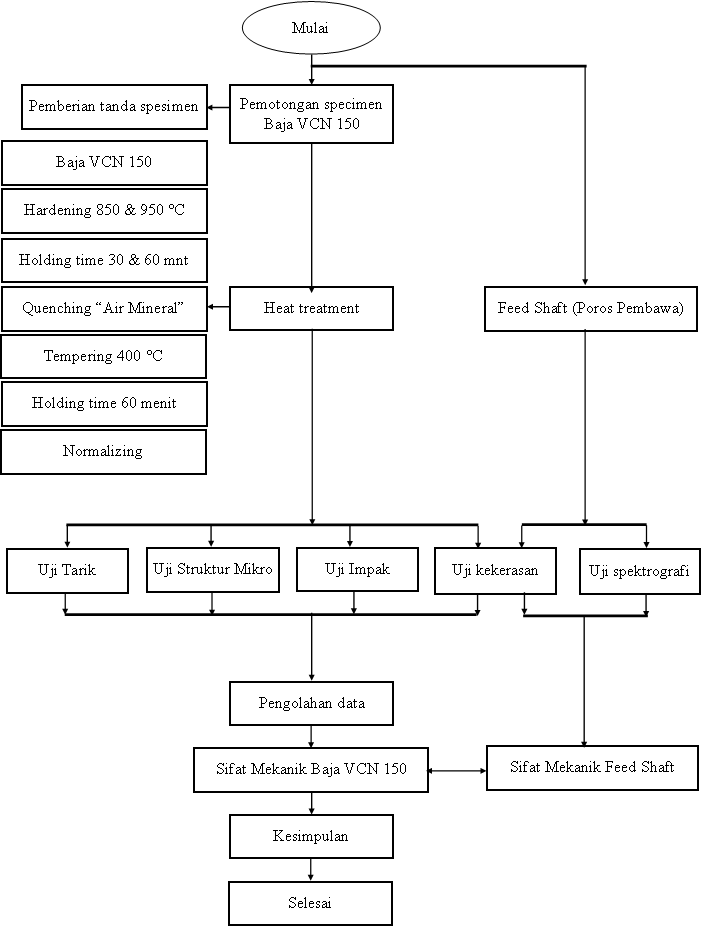 Mulai
Pemberian tanda spesimen
Pemotongan specimen
Baja VCN 150
Baja VCN 150
Hardening 850 & 950 °C
Holding time 30 & 60 mnt
Quenching “Air Mineral”
Heat treatment
Feed Shaft (Poros Pembawa)
Tempering 400 °C
Holding time 60 menit
Normalizing
Uji Tarik
Uji Struktur Mikro
Uji Impak
Uji kekerasan
Uji spektrografi
Pengolahan data
Sifat Mekanik Baja VCN 150
Sifat Mekanik Feed Shaft
Kesimpulan
Selesai